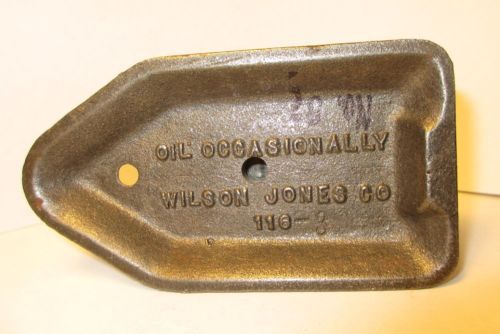 OIL OCCASIONALLY
WILSON JONES CO
116-3